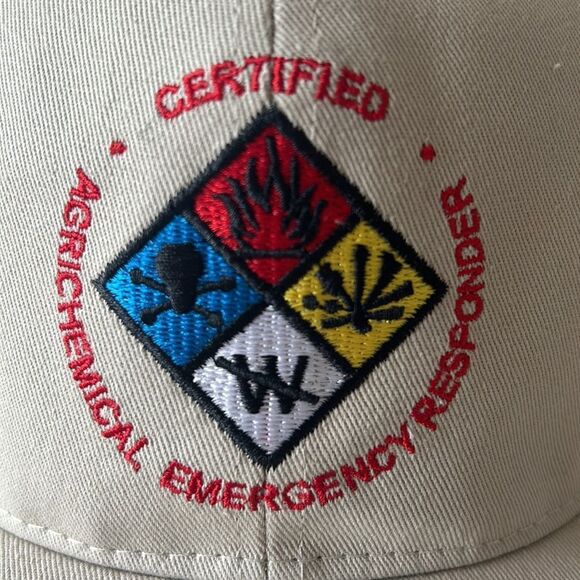 CERTIFIED
AGRICHEMICAL EMERGENCY RESPONDER
W